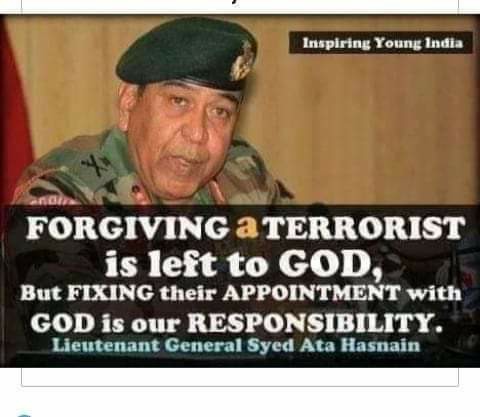 Inspiring Young India
FORGIVING a TERRORIST
is left to GOD,
But FIXING their APPOINTMENT with
GOD is our RESPONSIBILITY.
Lieutenant General Syed Ata Hasnain